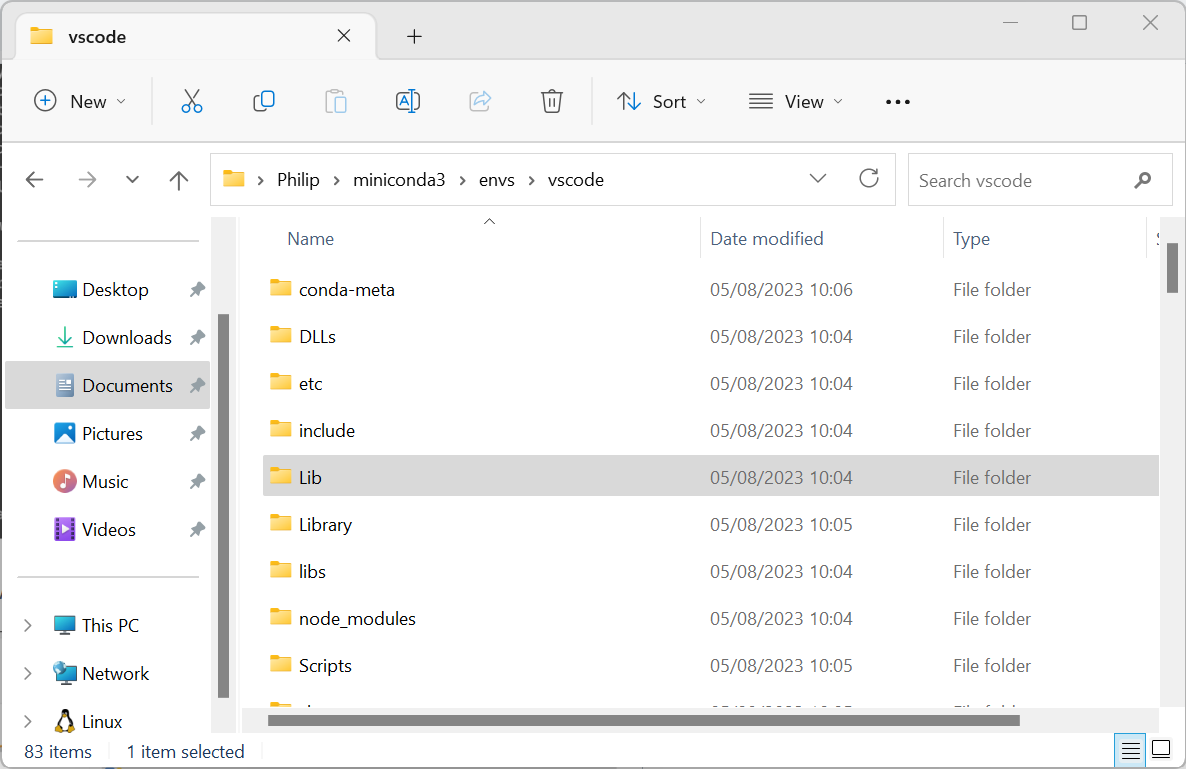 vscode
New
Sort
View
Philip > miniconda3 > envs > vscode
Search vscode
Name Date modified Type
Desktop
Downloads
Documents
Pictures
Music
Videos
This PC
Network
Linux
conda-meta 05/08/2023 10:06 File folder
DLLs 05/08/2023 10:04 File folder
etc 05/08/2023 10:04 File folder
include 05/08/2023 10:04 File folder
Lib 05/08/2023 10:04 File folder
Library 05/08/2023 10:05 File folder
libs 05/08/2023 10:04 File folder
node_modules 05/08/2023 10:04 File folder
Scripts 05/08/2023 10:05 File folder
83 items 1 item selected